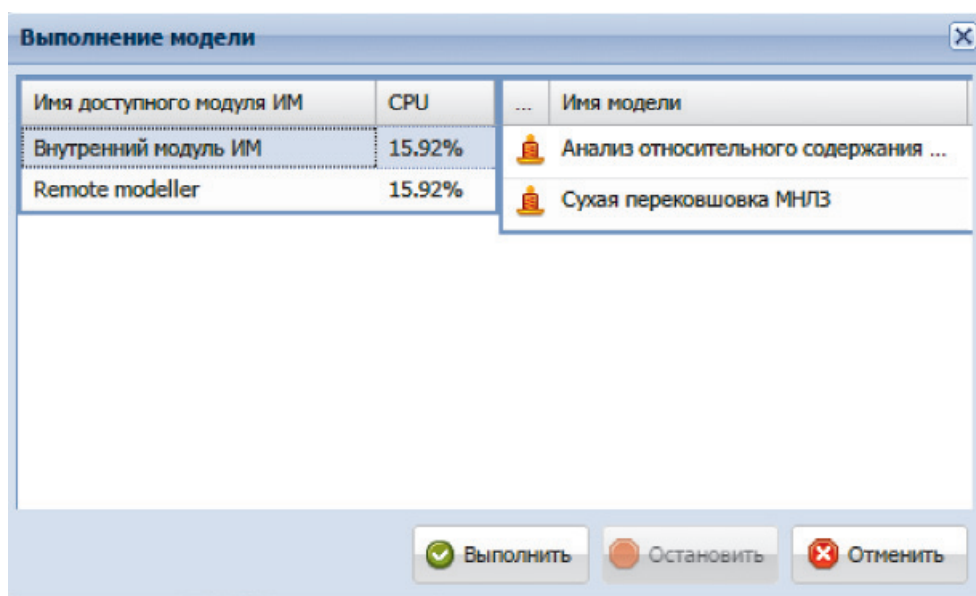 Выполнение модели
Имя доступного модуля ИМ CPU ... Имя модели
Внутренний модуль ИМ 15.92% Анализ относительного содержания ...
Remote modeller 15.92% Сухая перековшовка МНЛЗ
Выполнить Остановить Отменить